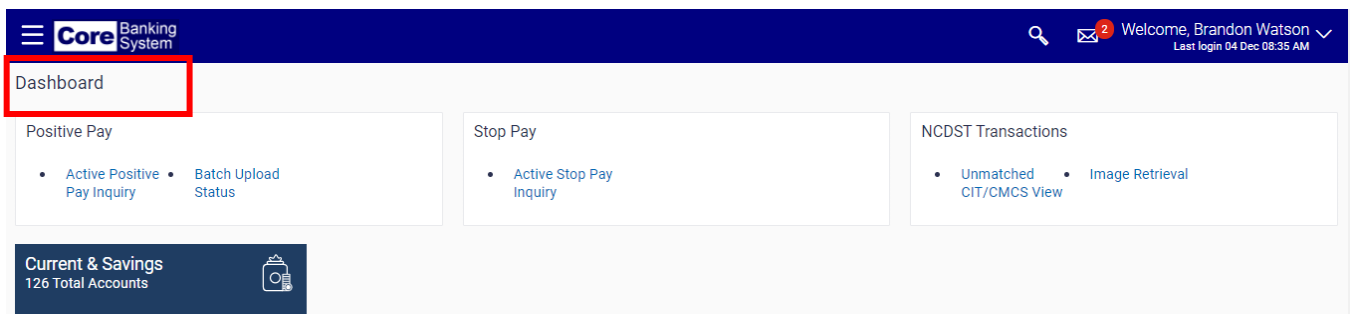 Core Banking System
2
Welcome, Brandon Watson
Last login 04 Dec 08:35 AM
Dashboard
Positive Pay
• Active Positive Pay Inquiry
• Batch Upload Status
Stop Pay
• Active Stop Pay Inquiry
NCDST Transactions
• Unmatched CIT/CMCS View
• Image Retrieval
Current & Savings
126 Total Accounts